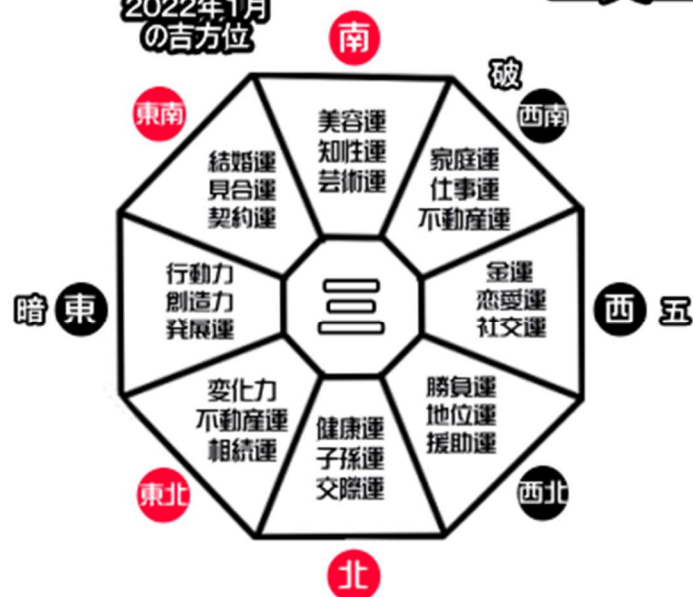 2022年1月
の吉方位
南
破
西南
東南
美容運
知性運
芸術運
結婚運
見合運
契約運
家庭運
仕事運
不動産運
行動力
創造力
発展運
金運
恋愛運
社交運
暗
東
三
西
五
変化力
不動産運
相続運
健康運
子孫運
交際運
勝負運
地位運
援助運
東北
西北
北